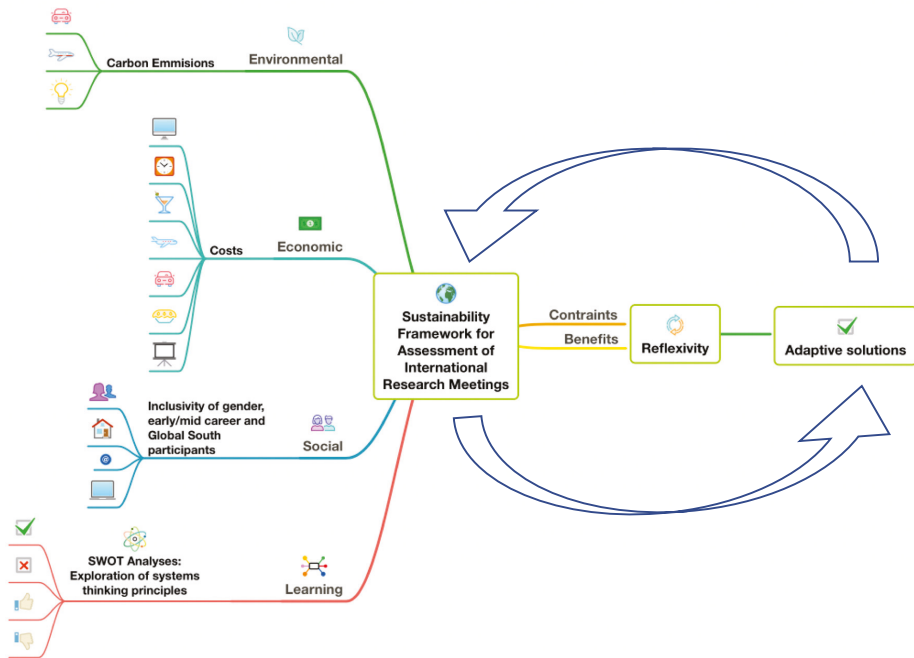 Carbon Emmisions
Environmental
Costs
Economic
Inclusivity of gender,
early/mid career and
Global South
participants
Social
SWOT Analyses:
Exploration of systems
thinking principles
Learning
Sustainability
Framework for
Assessment of
International
Research Meetings
Contraints
Benefits
Reflexivity
Adaptive solutions